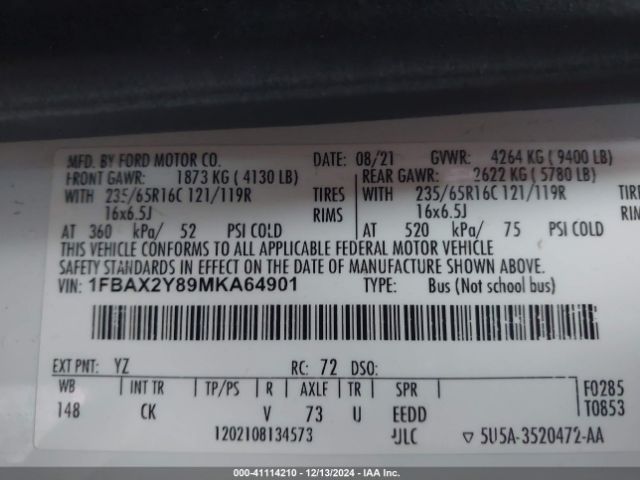 MFD. BY FORD MOTOR CO. DATE: 08/21 GVWR: 4264 KG ( 9400 LB)
FRONT GAWR: 1873 KG ( 4130 LB) REAR GAWR: 2622 KG ( 5780 LB)
WITH 235/65R16C 121/119R TIRES WITH 235/65R16C 121/119R
16x6.5J RIMS 16x6.5J
AT 360 kPa/ 52 PSI COLD AT 520 kPa/ 75 PSI COLD
THIS VEHICLE CONFORMS TO ALL APPLICABLE FEDERAL MOTOR VEHICLE
SAFETY STANDARDS IN EFFECT ON THE DATE OF MANUFACTURE SHOWN ABOVE.
VIN: 1FBAX2Y89MKA64901 TYPE: Bus (Not school bus)
EXT PNT: YZ RC: 72 DSO:
WB INT TR TP/PS R AXLE TR SPR F0285
148 CK V 73 U EEDD T0853
1202108134573 JLC ▽ 5U5A-3520472-AA
000-41114210 - 12/13/2024 - IAA Inc.